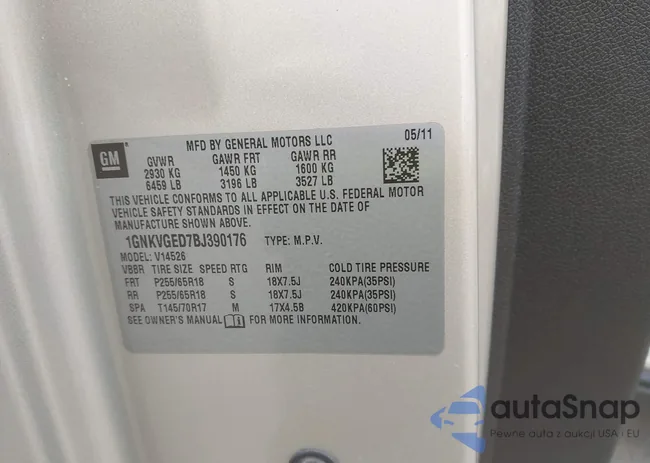 MFD BY GENERAL MOTORS LLC 05/11
GM
GVWR GAWR FRT GAWR RR
2930 KG 1450 KG 1600 KG
6459 LB 3196 LB 3527 LB
THIS VEHICLE CONFORMS TO ALL APPLICABLE U.S. FEDERAL MOTOR
VEHICLE SAFETY STANDARDS IN EFFECT ON THE DATE OF
MANUFACTURE SHOWN ABOVE.
1GNKVGED7BJ390176 TYPE: M.P.V.
MODEL: V14526
VBBR TIRE SIZE SPEED RTG RIM COLD TIRE PRESSURE
FRT P255/65R18 S 18X7.5J 240KPA(35PSI)
RR P255/65R18 S 18X7.5J 240KPA(35PSI)
SPA T145/70R17 M 17X4.5B 420KPA(60PSI)
SEE OWNER'S MANUAL FOR MORE INFORMATION.
autaSnap
Pewne auta z aukcji USA i EU